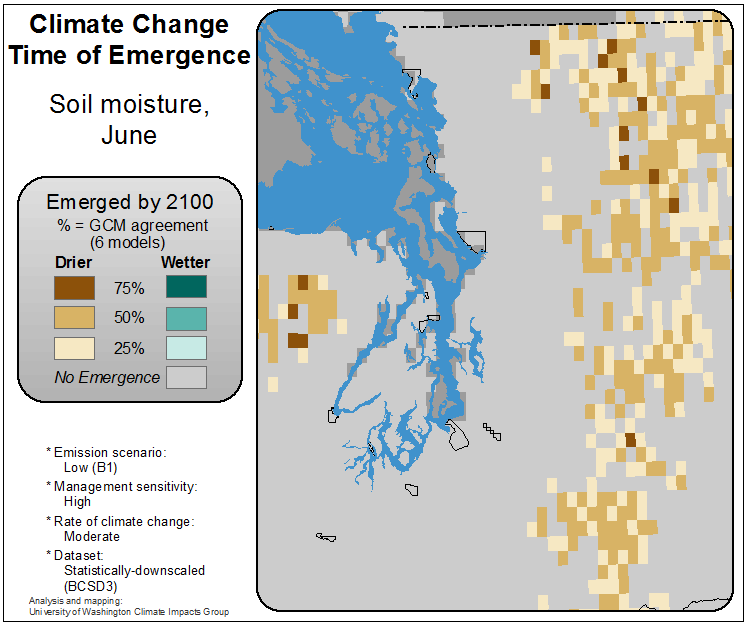 Climate Change
Time of Emergence
Soil moisture,
June
Emerged by 2100
% = GCM agreement
(6 models)
Drier Wetter
75%
50%
25%
No Emergence
* Emission scenario:
Low (B1)
* Management sensitivity:
High
* Rate of climate change:
Moderate
* Dataset:
Statistically-downscaled
(BCSD3)
Analysis and mapping:
University of Washington Climate Impacts Group